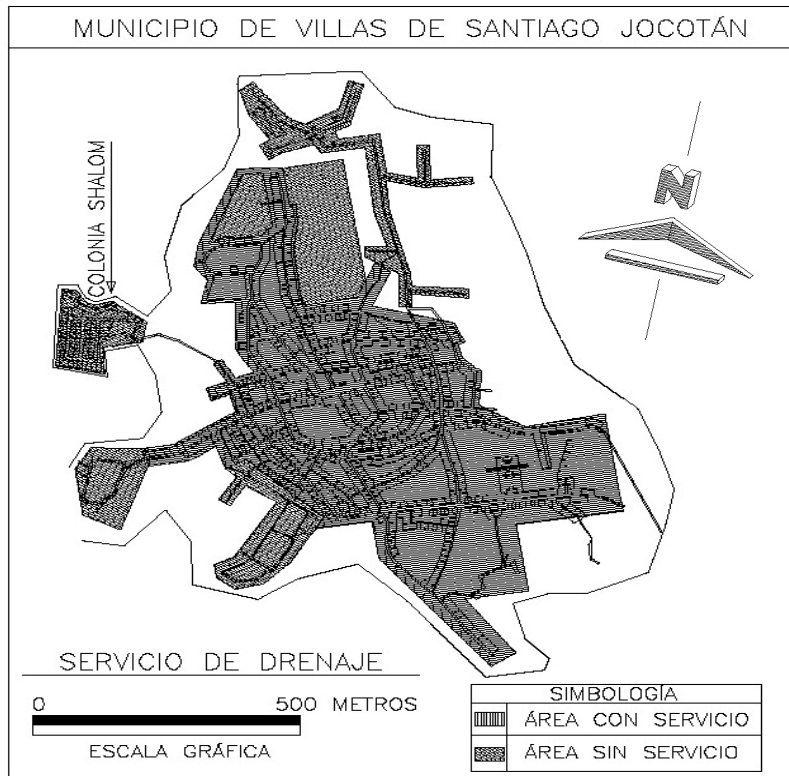 MUNICIPIO DE VILLAS DE SANTIAGO JOCOTÁN
COLONIA SHALOM
N
SERVICIO DE DRENAJE
0 500 METROS
ESCALA GRÁFICA
SIMBOLOGÍA
ÁREA CON SERVICIO
ÁREA SIN SERVICIO